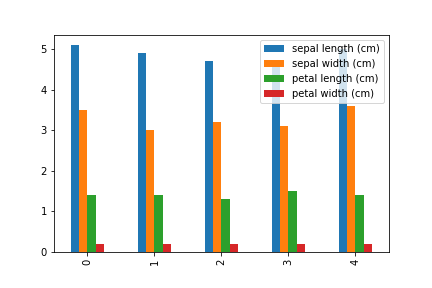 sepal length (cm)
sepal width (cm)
petal length (cm)
petal width (cm)
5
4
3
2
1
0
0
1
2
3
4